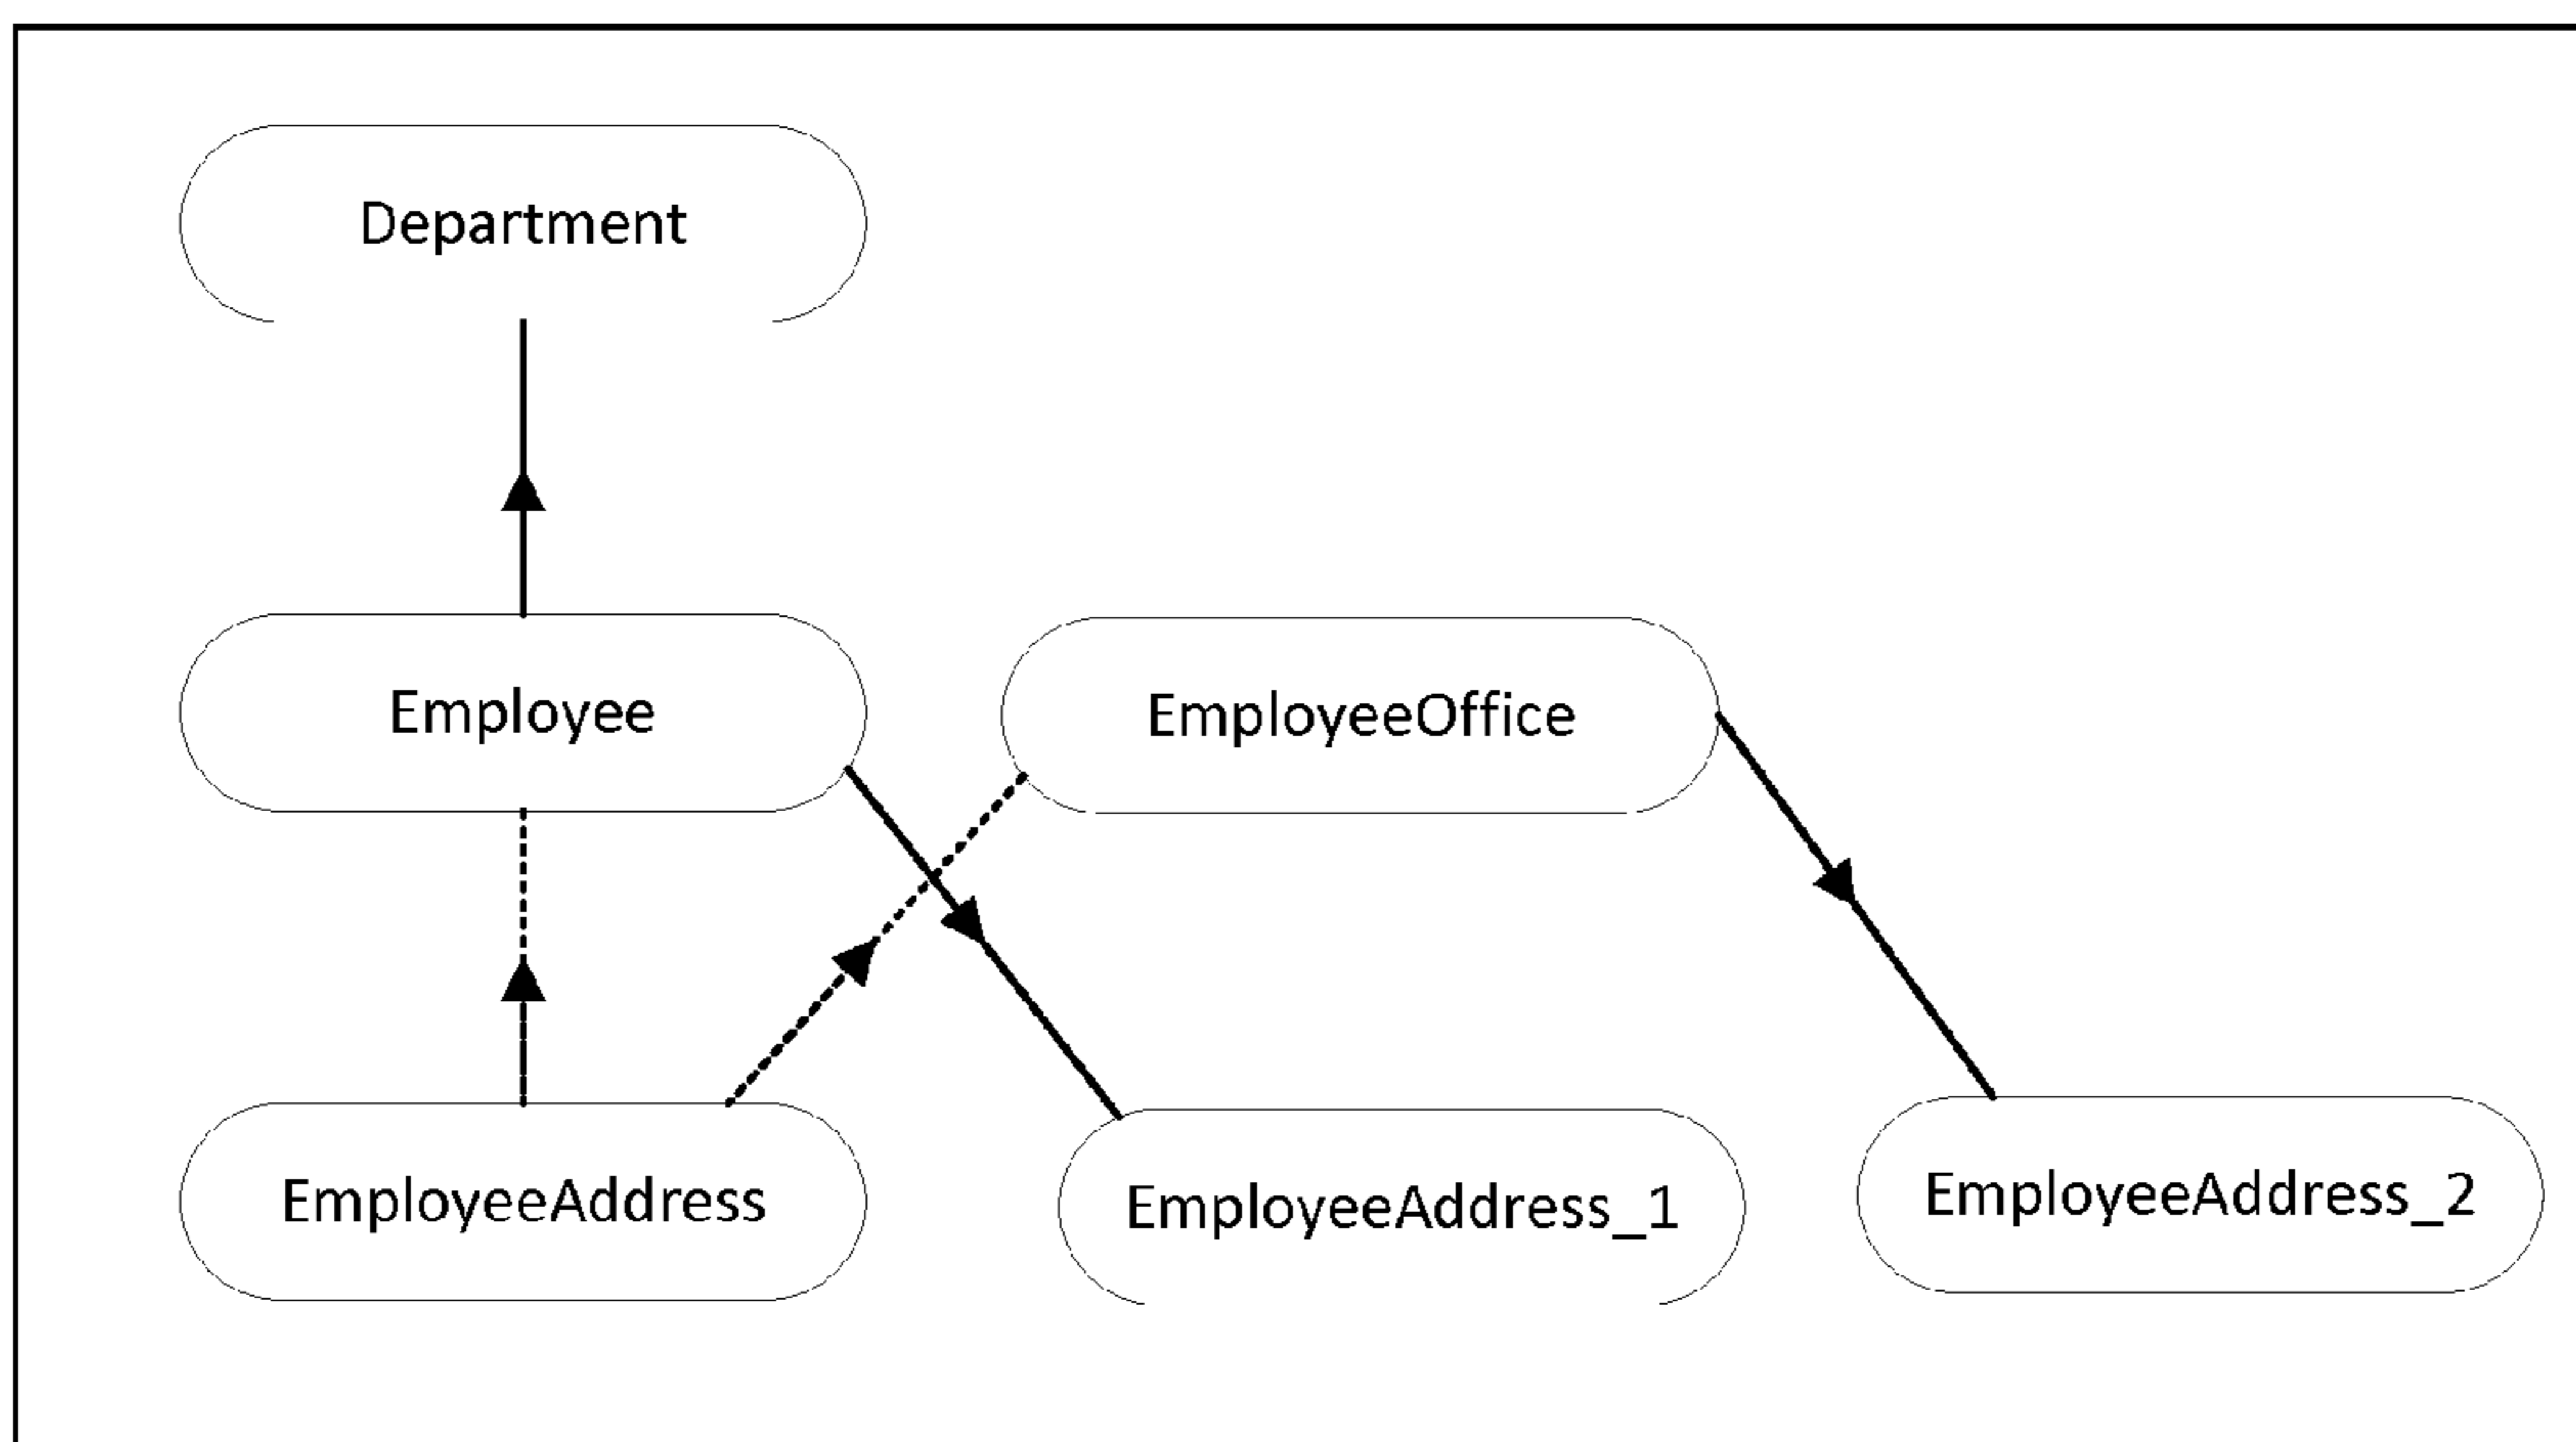 Department
Employee
EmployeeOffice
EmployeeAddress
EmployeeAddress_1
EmployeeAddress_2